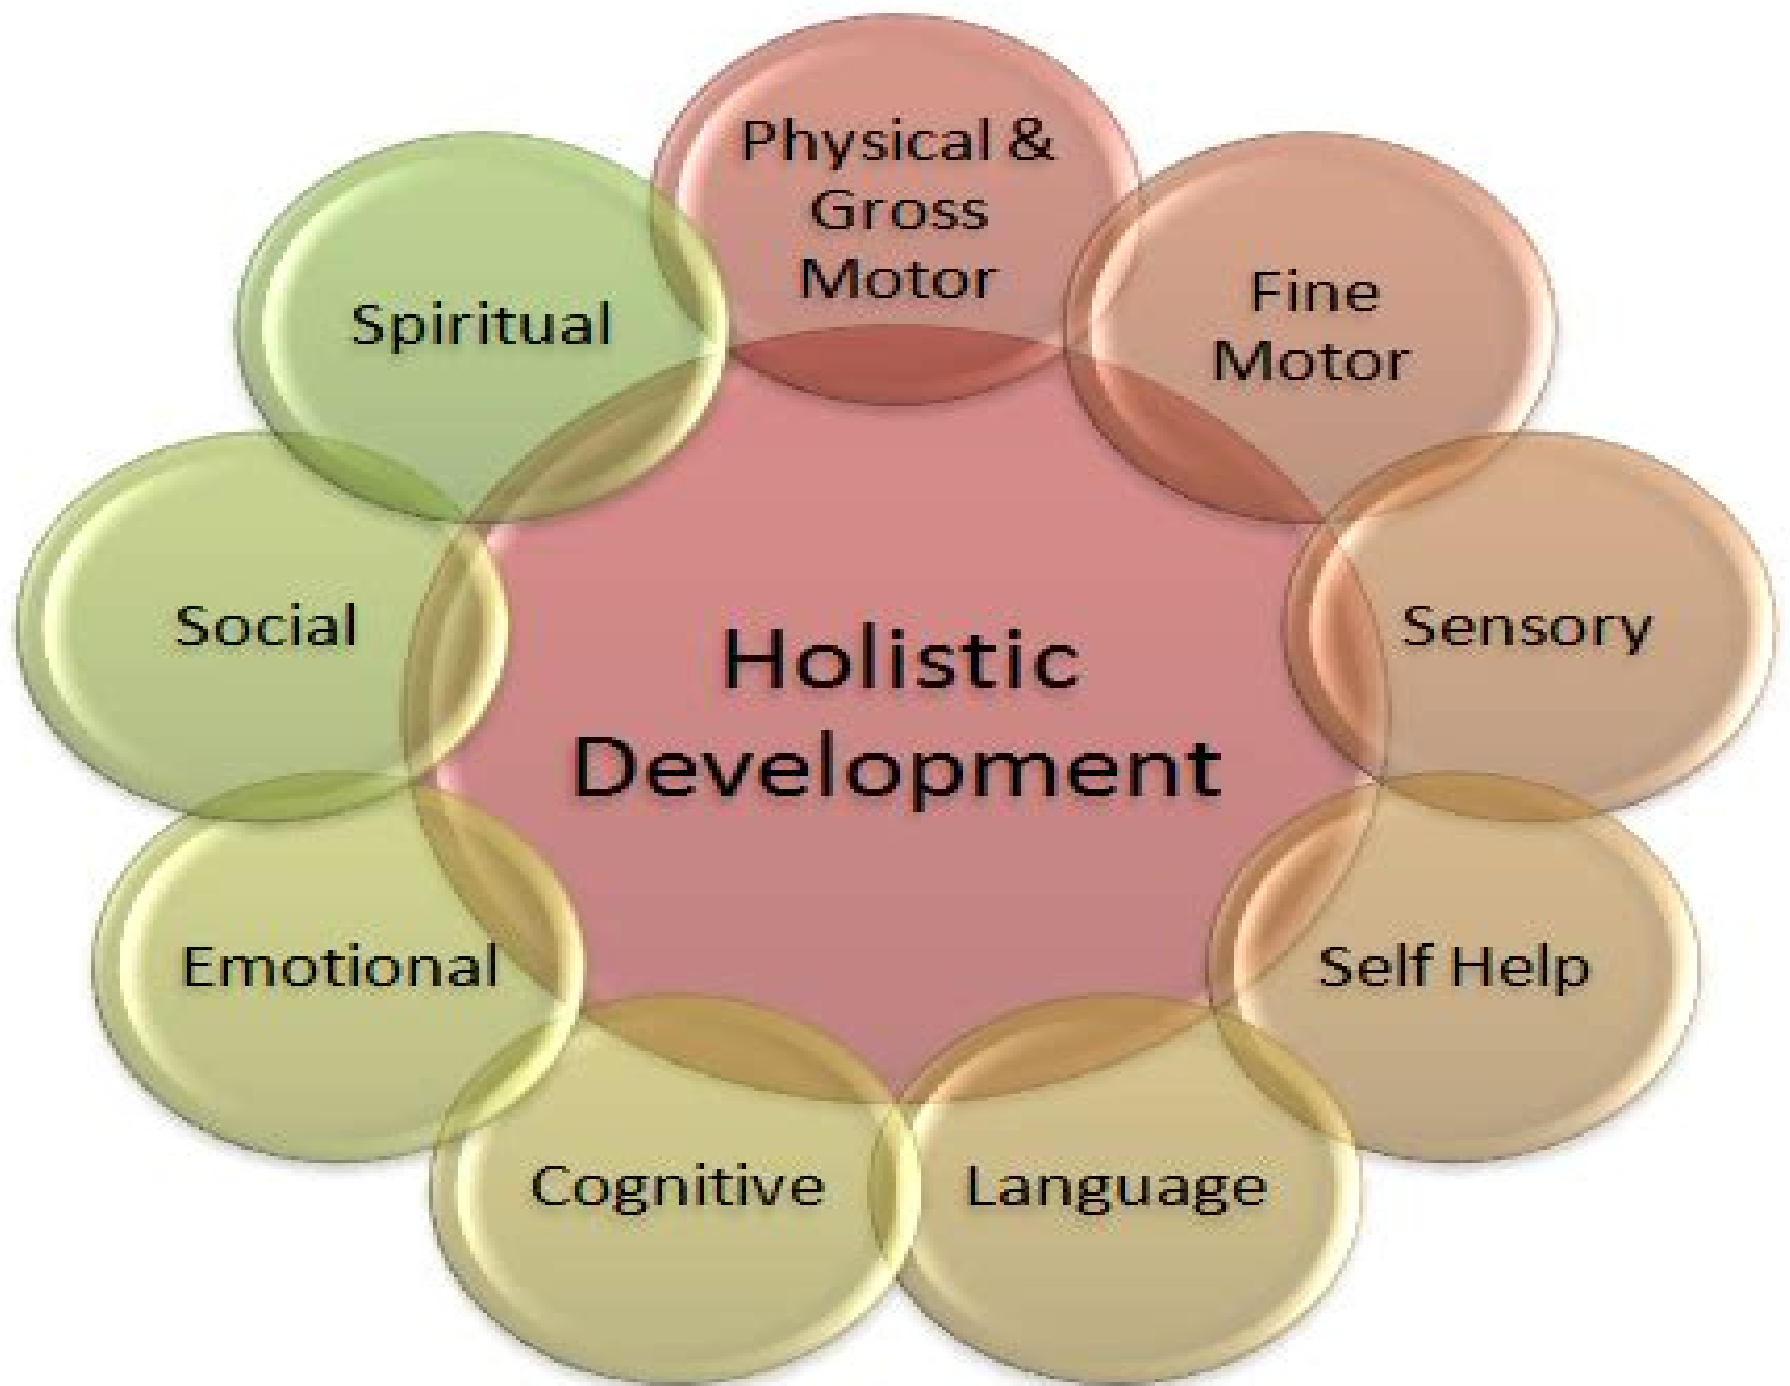 Physical &
Gross
Motor
Fine
Motor
Spiritual
Sensory
Social
Holistic
Development
Self Help
Emotional
Language
Cognitive